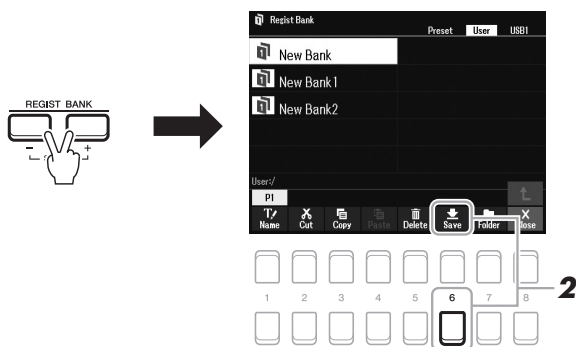 Regist Bank
Preset User USB1
New Bank
New Bank1
New Bank2
REGIST BANK
- +
User:/
P1
Name Cut Copy Paste Delete Save Folder Close
1 2 3 4 5 6 7 8
2